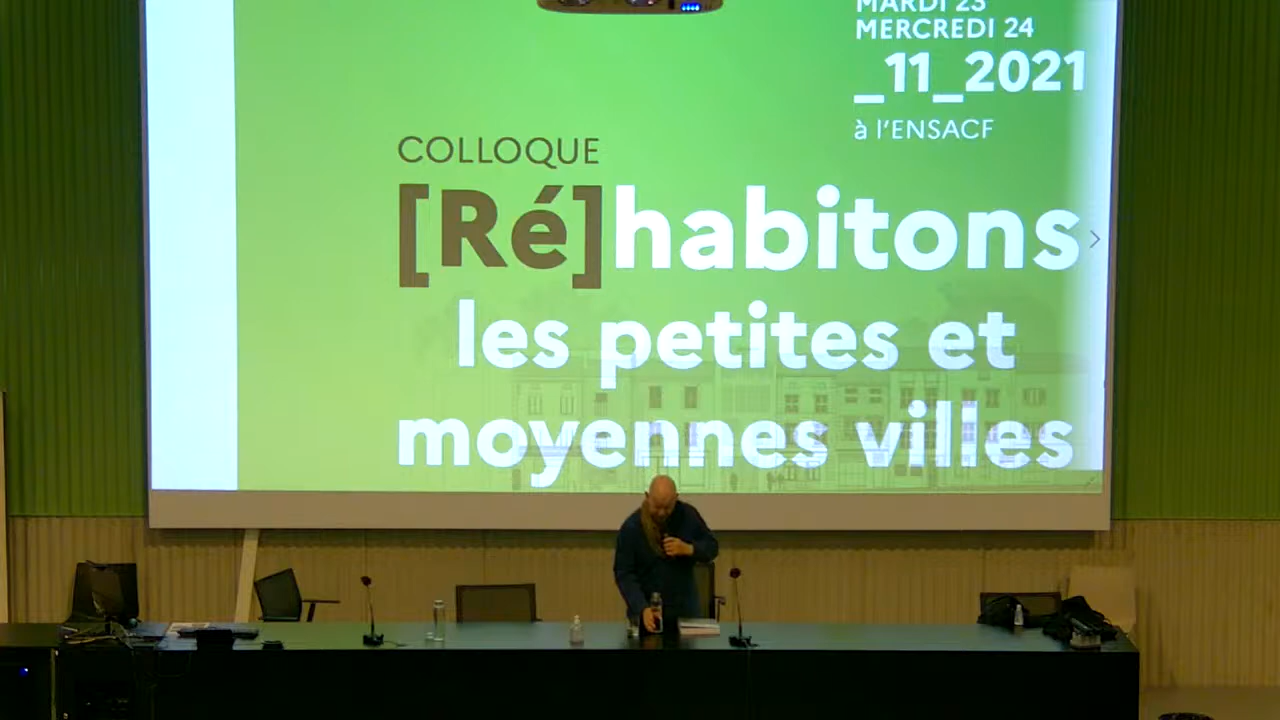 MARDI 23
MERCREDI 24
_11_2021
à l'ENSACF
COLLOQUE
[Ré]habitons
les petites et
moyennes villes